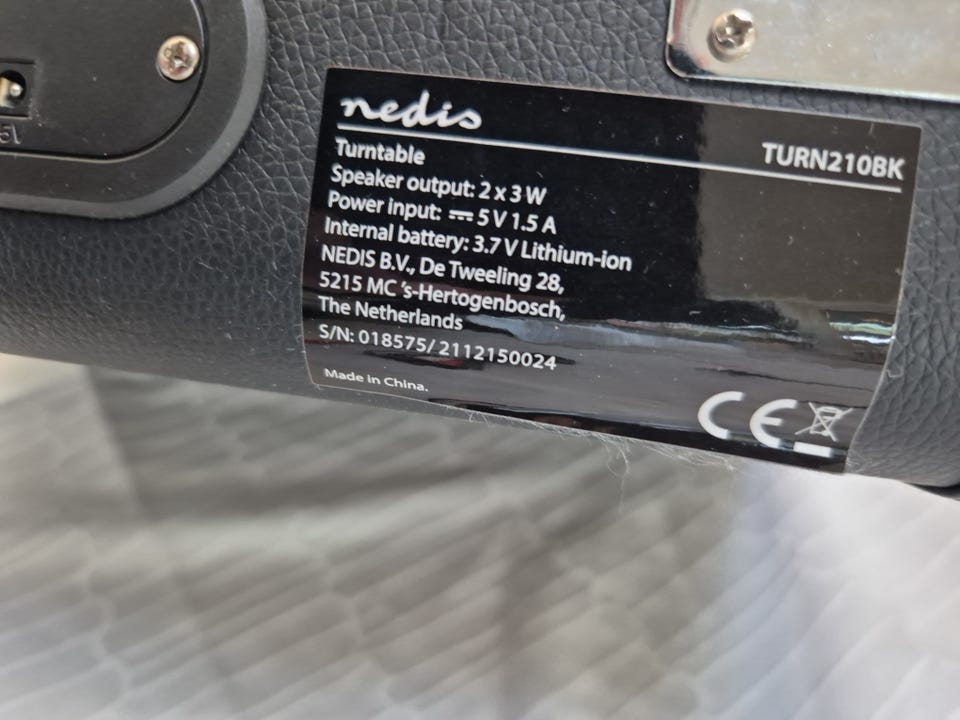 nedis
TURN210BK
Turntable
Speaker output: 2 x 3 W
Power input: ⎓ 5 V 1.5 A
Internal battery: 3.7 V Lithium-ion
NEDIS B.V., De Tweeling 28,
5215 MC 's-Hertogenbosch,
The Netherlands
S/N: 018575/ 2112150024
Made in China.
CE
5V